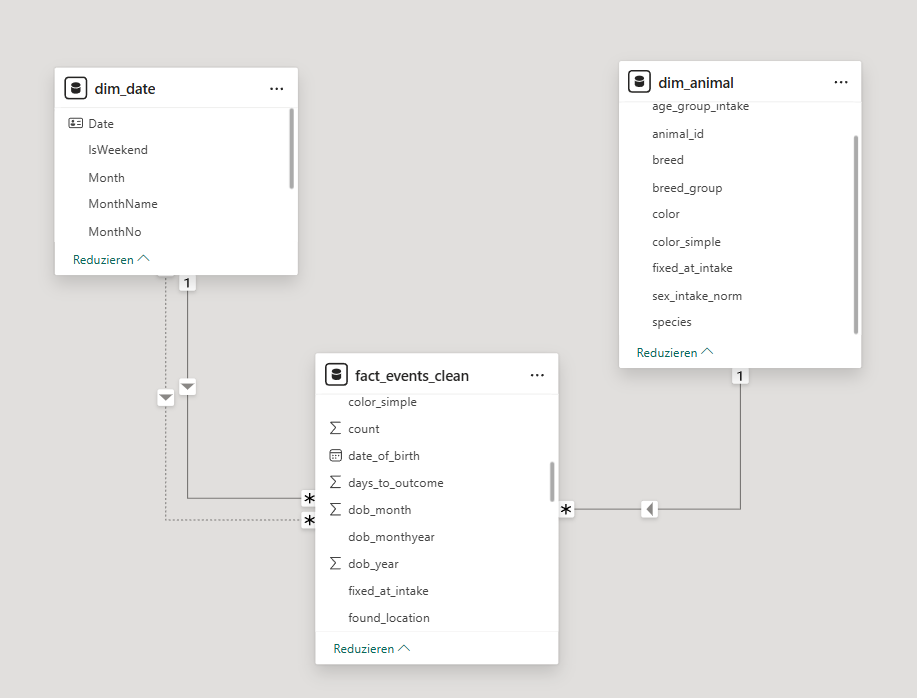 dim_date
...
Date
IsWeekend
Month
MonthName
MonthNo
Reduzieren
1
dim_animal
...
age_group_intake
animal_id
breed
breed_group
color
color_simple
fixed_at_intake
sex_intake_norm
species
Reduzieren
1
fact_events_clean
...
color_simple
Σ count
date_of_birth
Σ days_to_outcome
Σ dob_month
dob_monthyear
Σ dob_year
fixed_at_intake
found_location
Reduzieren
*
*
*